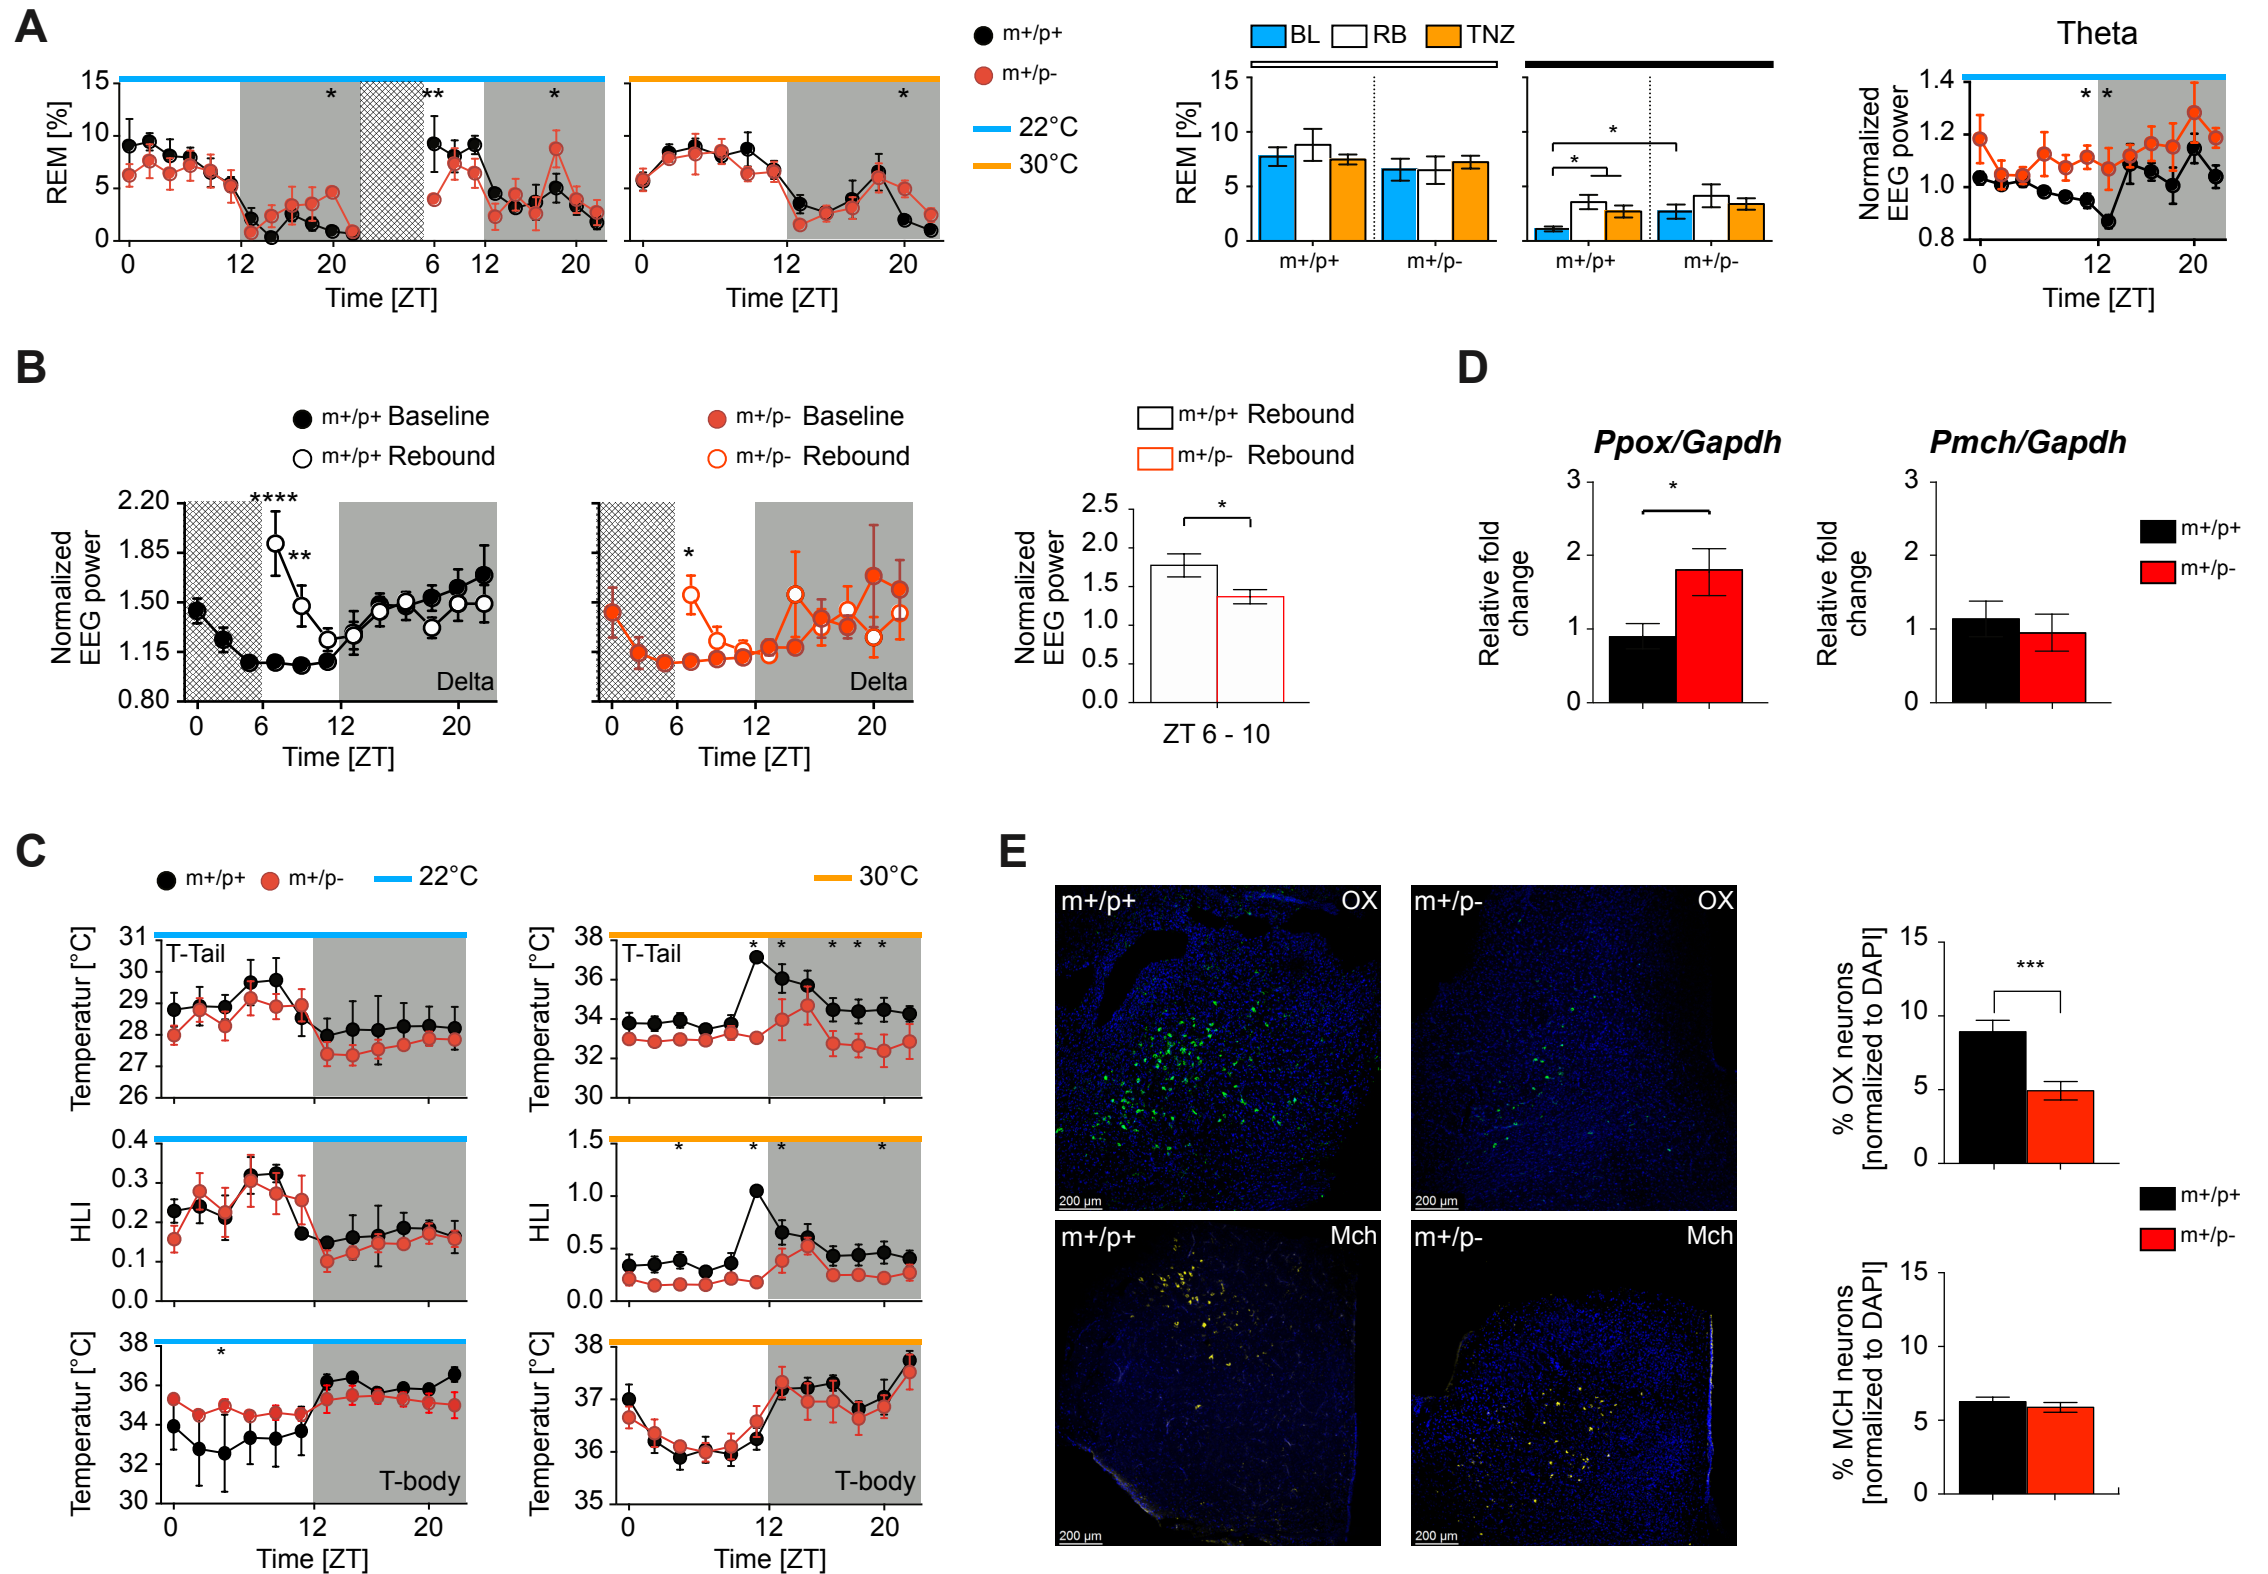 A
m+/p+
m+/p-
22°C
30°C
BL RB TNZ
Theta
REM [%]
15
10
5
0
* ** * *
0 12 20 6 12 20
Time [ZT]
0 12 20
Time [ZT]
REM [%]
15
10
5
0
* *
m+/p+ m+/p- m+/p+ m+/p-
Normalized
EEG power
1.4
1.2
1.0
0.8
* *
0 12 20
Time [ZT]
B
m+/p+ Baseline
m+/p+ Rebound
m+/p- Baseline
m+/p- Rebound
m+/p+ Rebound
m+/p- Rebound
Normalized
EEG power
2.20
1.85
1.50
1.15
0.80
****
**
Delta
0 6 12 20
Time [ZT]
*
Delta
0 6 12 20
Time [ZT]
Normalized
EEG power
2.5
2.0
1.5
1.0
0.5
0.0
*
ZT 6 - 10
D
Ppox/Gapdh
Relative fold
change
3
2
1
0
*
Pmch/Gapdh
Relative fold
change
3
2
1
0
m+/p+
m+/p-
C
m+/p+ m+/p- 22°C
30°C
T-Tail
Temperatur [°C]
31
30
29
28
27
26
T-Tail
Temperatur [°C]
38
36
34
32
30
* * * * *
HLI
0.4
0.3
0.2
0.1
0.0
HLI
1.5
1.0
0.5
0.0
* * * *
Temperatur [°C]
38
36
34
32
30
*
T-body
0 12 20
Time [ZT]
Temperatur [°C]
38
37
36
35
T-body
0 12 20
Time [ZT]
E
m+/p+ OX
200 µm
m+/p- OX
200 µm
m+/p+ Mch
200 µm
m+/p- Mch
200 µm
% OX neurons
[normalized to DAPI]
15
10
5
0
***
m+/p+
m+/p-
% MCH neurons
[normalized to DAPI]
15
10
5
0